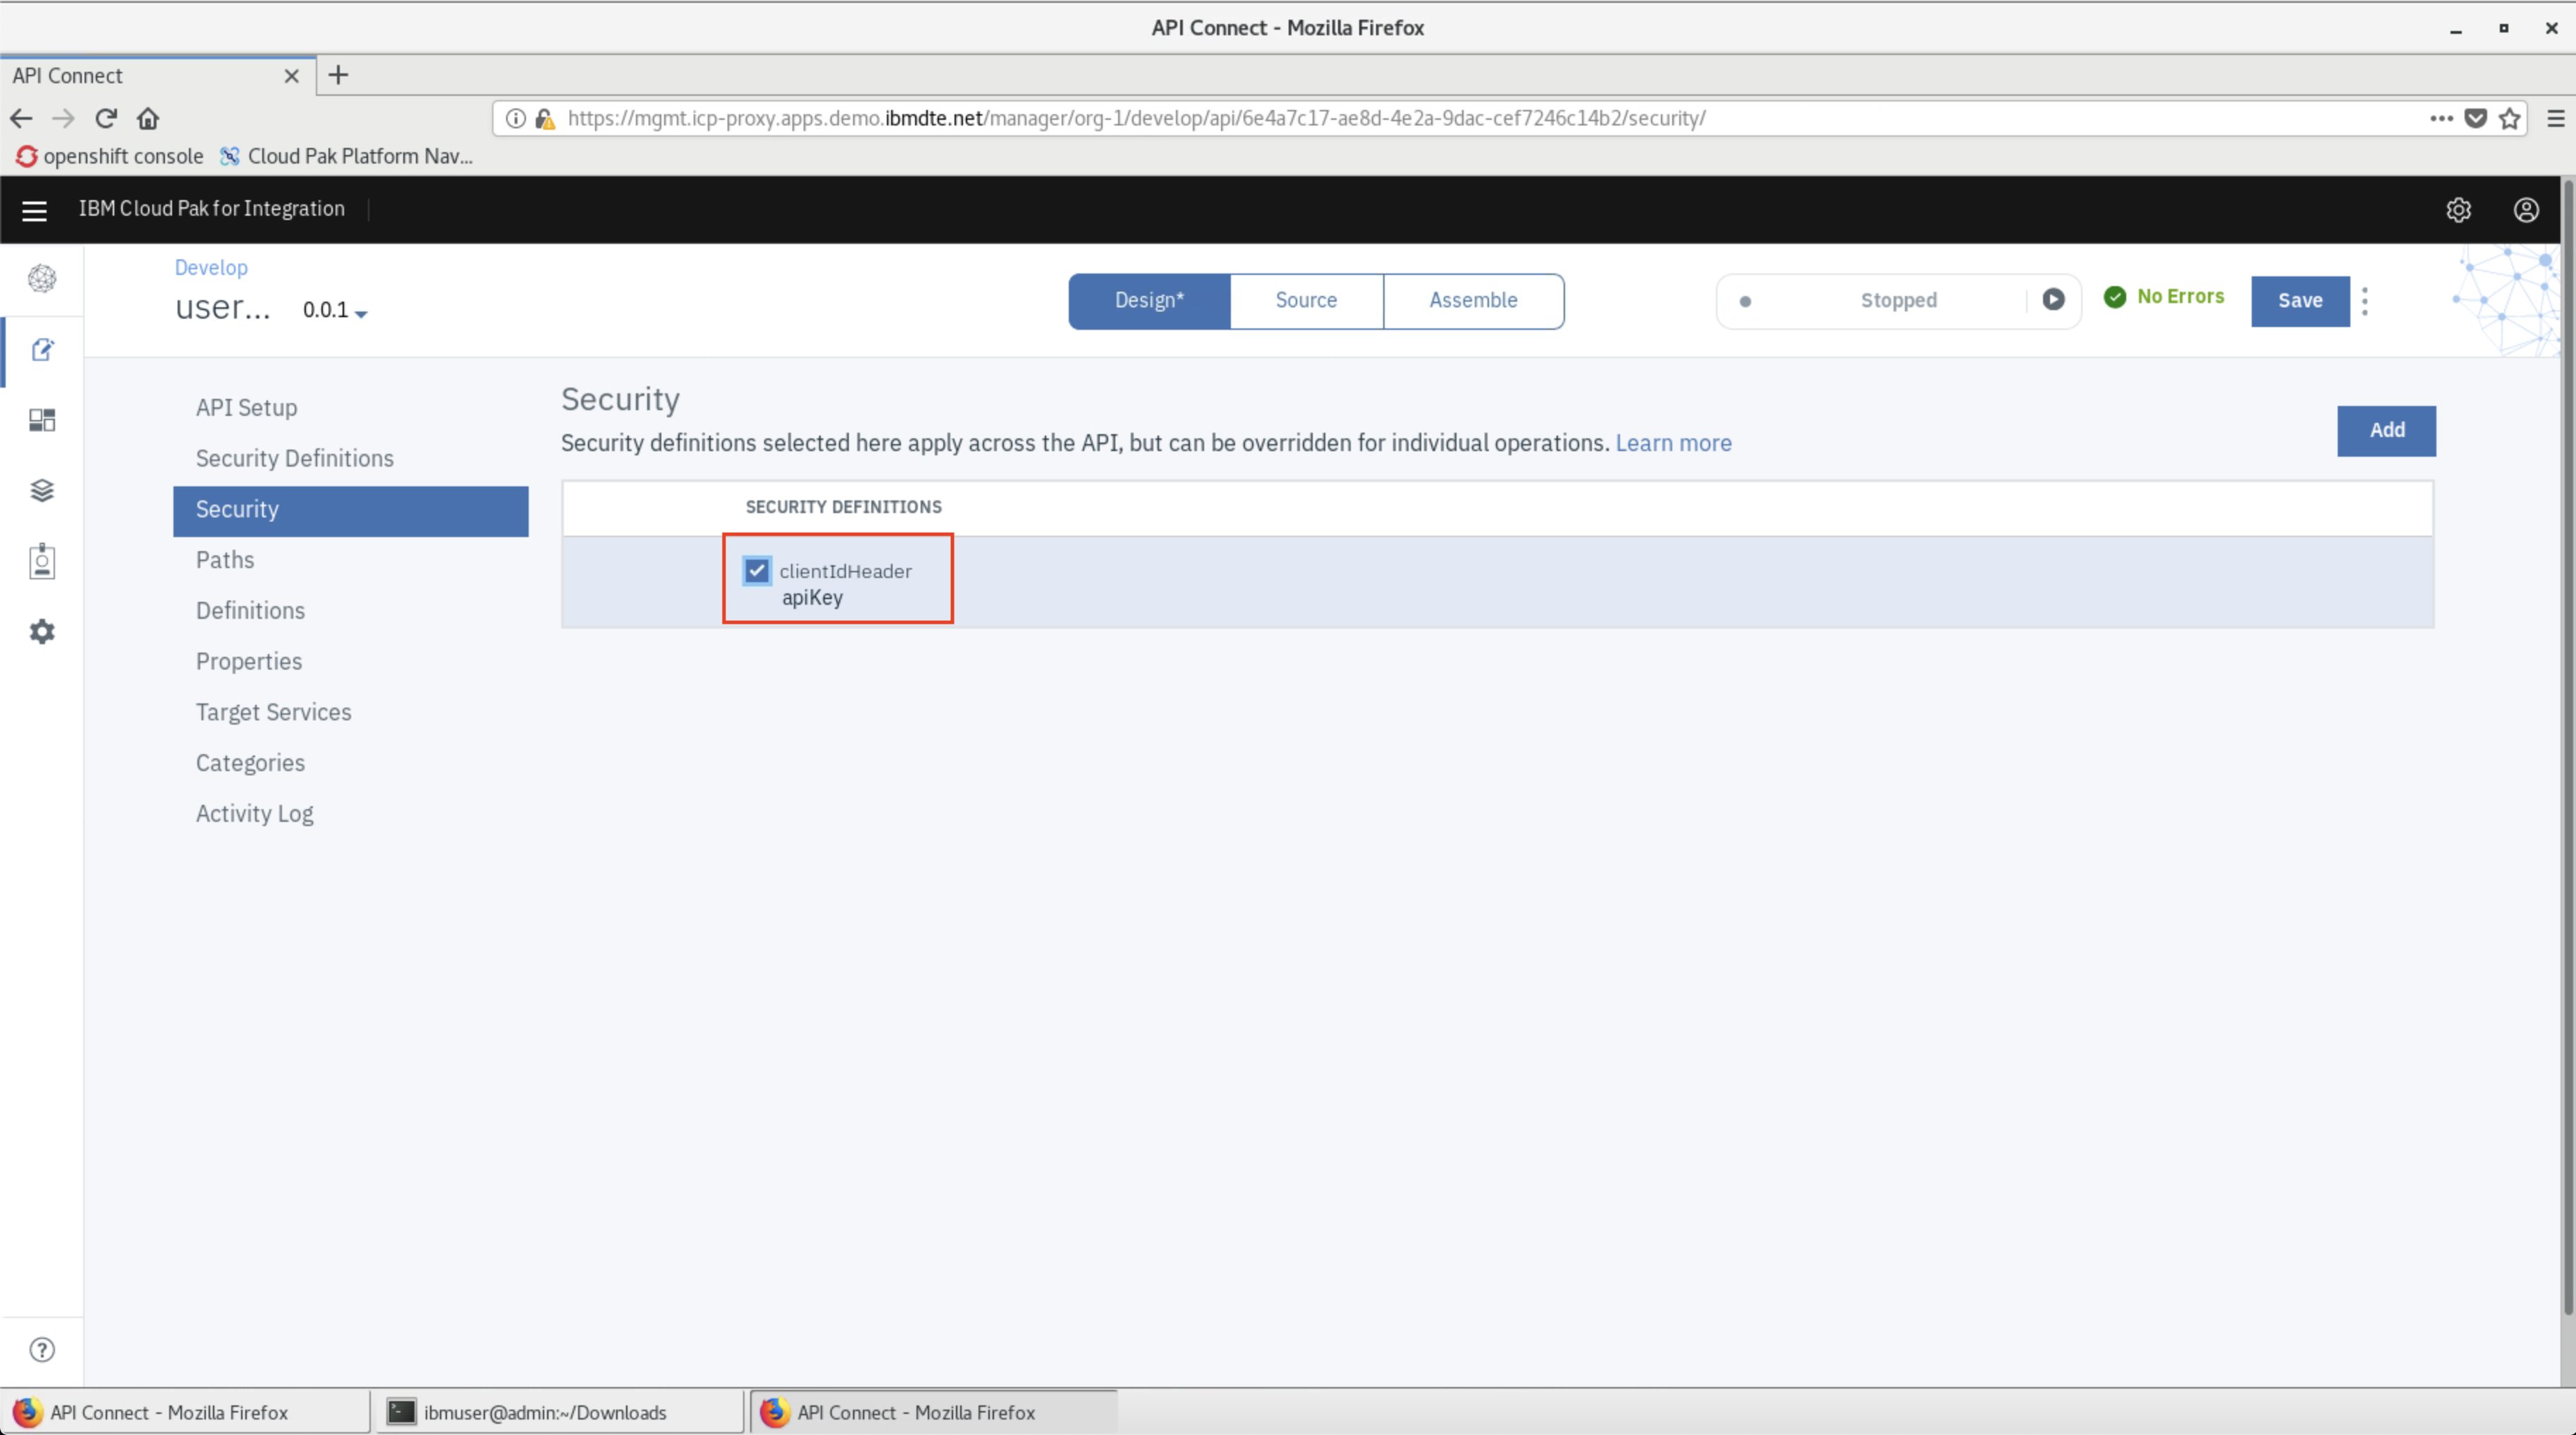 API Connect - Mozilla Firefox
API Connect
https://mgmt.icp-proxy.apps.demo.ibmdte.net/manager/org-1/develop/api/6e4a7c17-ae8d-4e2a-9dac-cef7246c14b2/security/
openshift console
Cloud Pak Platform Nav...
IBM Cloud Pak for Integration
Develop
user...
0.0.1
Design*
Source
Assemble
Stopped
No Errors
Save
API Setup
Security Definitions
Security
Paths
Definitions
Properties
Target Services
Categories
Activity Log
Security
Security definitions selected here apply across the API, but can be overridden for individual operations. Learn more
Add
SECURITY DEFINITIONS
clientIdHeader
apiKey
API Connect - Mozilla Firefox
ibmuser@admin:~/Downloads
API Connect - Mozilla Firefox